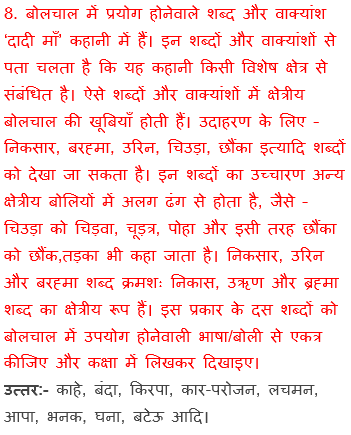 8. बोलचाल में प्रयोग होनेवाले शब्द और वाक्यांश
‘दादी माँ’ कहानी में हैं। इन शब्दों और वाक्यांशों से
पता चलता है कि यह कहानी किसी विशेष क्षेत्र से
संबंधित है। ऐसे शब्दों और वाक्यांशों में क्षेत्रीय
बोलचाल की खूबियाँ होती हैं। उदाहरण के लिए –
निकसार, बरह्मा, उरिन, चिउड़ा, छौंका इत्यादि शब्दों
को देखा जा सकता है। इन शब्दों का उच्चारण अन्य
क्षेत्रीय बोलियों में अलग ढंग से होता है, जैसे –
चिउड़ा को चिड़वा, चूड़त्र, पोहा और इसी तरह छौंका
को छौंक,तड़का भी कहा जाता है। निकसार, उरिन
और बरह्मा शब्द क्रमशः निकास, उऋण और ब्रह्मा
शब्द का क्षेत्रीय रूप हैं। इस प्रकार के दस शब्दों को
बोलचाल में उपयोग होनेवाली भाषा/बोली से एकत्र
कीजिए और कक्षा में लिखकर दिखाइए।
उत्तर:- काहे, बंदा, किरपा, कार-परोजन, लचमन,
आपा, भनक, घना, बटेऊ आदि।